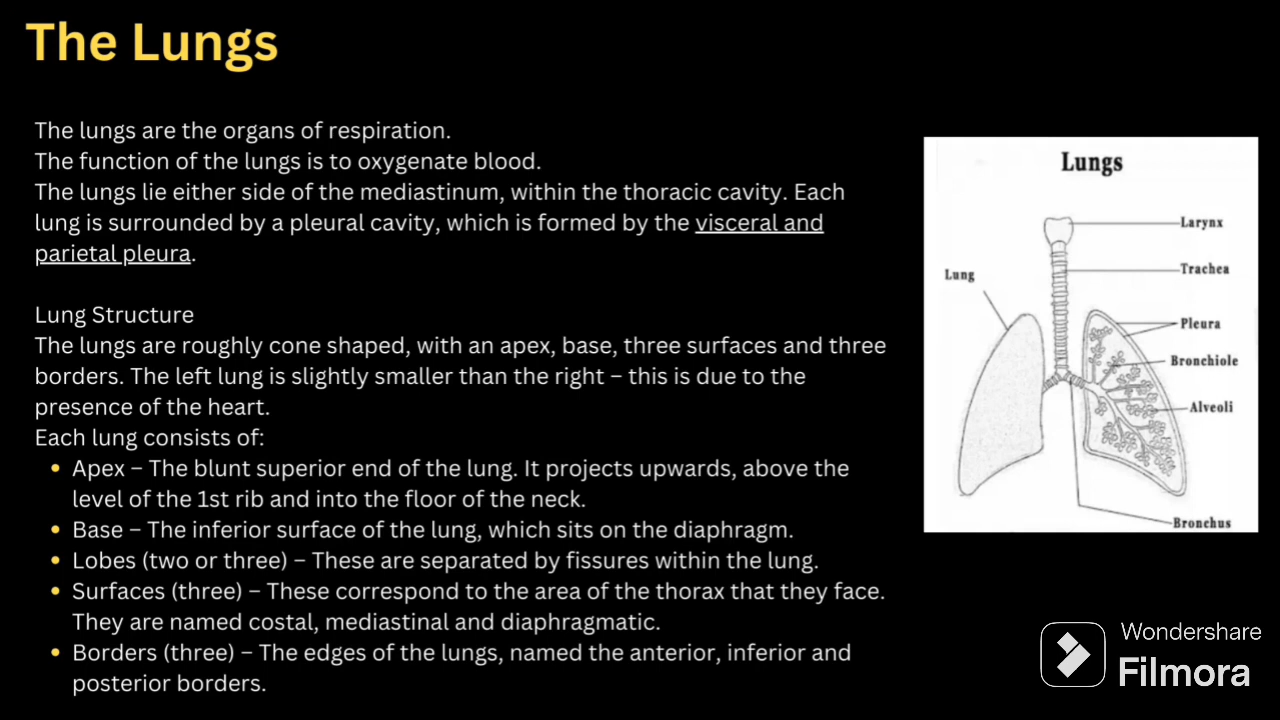 The Lungs
The lungs are the organs of respiration.
The function of the lungs is to oxygenate blood.
The lungs lie either side of the mediastinum, within the thoracic cavity. Each
lung is surrounded by a pleural cavity, which is formed by the visceral and
parietal pleura.
Lung Structure
The lungs are roughly cone shaped, with an apex, base, three surfaces and three
borders. The left lung is slightly smaller than the right – this is due to the
presence of the heart.
Each lung consists of:
• Apex – The blunt superior end of the lung. It projects upwards, above the
level of the 1st rib and into the floor of the neck.
• Base – The inferior surface of the lung, which sits on the diaphragm.
• Lobes (two or three) – These are separated by fissures within the lung.
• Surfaces (three) – These correspond to the area of the thorax that they face.
They are named costal, mediastinal and diaphragmatic.
• Borders (three) – The edges of the lungs, named the anterior, inferior and
posterior borders.
Lungs
Larynx
Trachea
Lung
Pleura
Bronchiole
Alveoli
Bronchus
Wondershare
Filmora